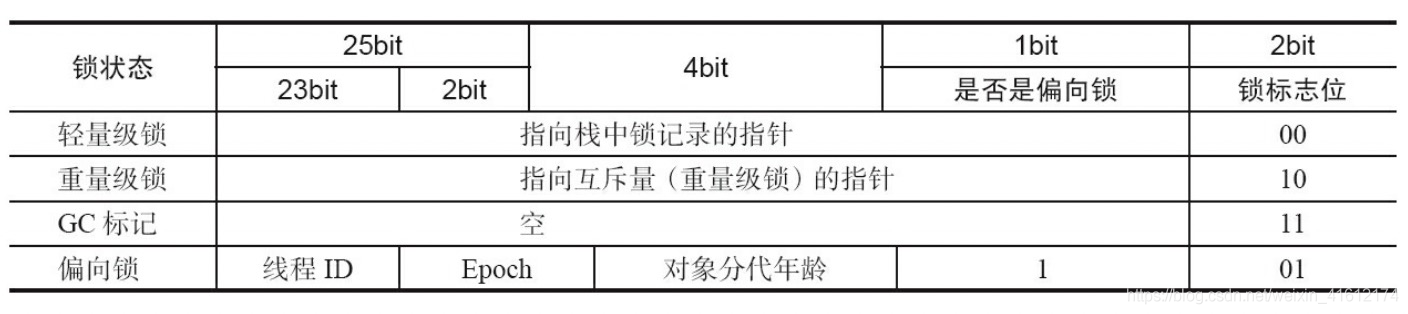 锁状态 25bit 4bit 1bit 2bit
23bit 2bit 是否是偏向锁 锁标志位
轻量级锁 指向栈中锁记录的指针 00
重量级锁 指向互斥量（重量级锁）的指针 10
GC 标记 空 11
偏向锁 线程 ID Epoch 对象分代年龄 1 01
https://blog.csdn.net/weixin_41612174